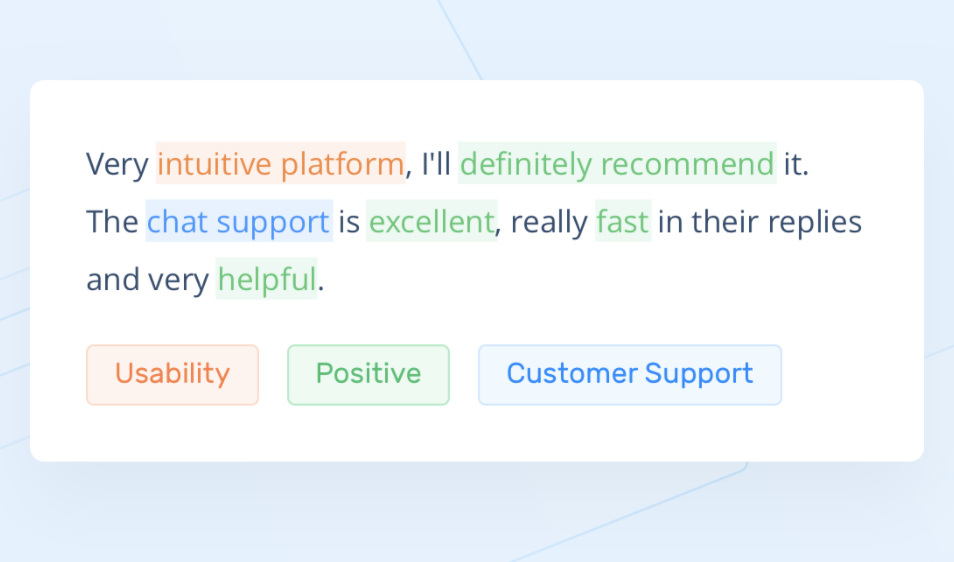 Very intuitive platform, I'll definitely recommend it.
The chat support is excellent, really fast in their replies
and very helpful.
Usability Positive Customer Support